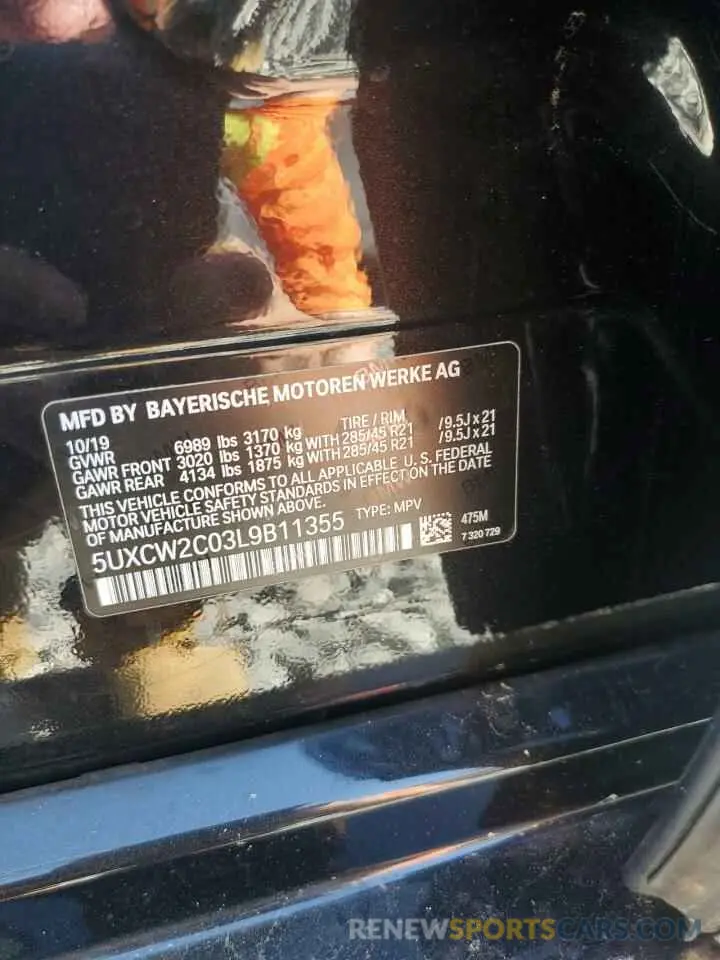 MFD BY BAYERISCHE MOTOREN WERKE AG
10/19 TIRE / RIM
GVWR 6989 lbs 3170 kg
GAWR FRONT 3020 lbs 1370 kg WITH 285/45 R21 /9.5J x 21
GAWR REAR 4134 lbs 1875 kg WITH 285/45 R21 /9.5J x 21
THIS VEHICLE CONFORMS TO ALL APPLICABLE U. S. FEDERAL
MOTOR VEHICLE SAFETY STANDARDS IN EFFECT ON THE DATE
OF MANUFACTURE SHOWN ABOVE.
5UXCW2C03L9B11355 TYPE: MPV
475M
7 320 729
RENEWSPORTSCARS.COM